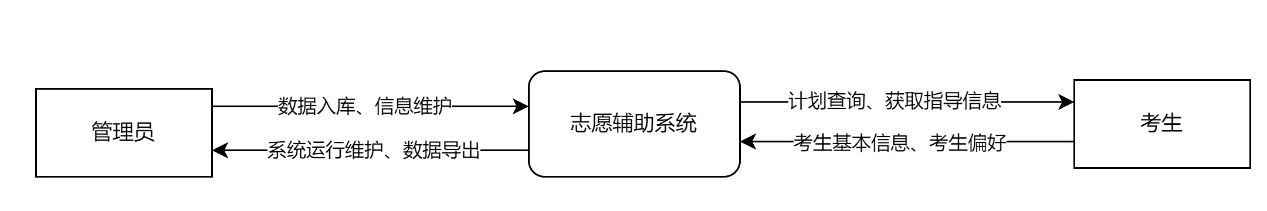 管理员
数据入库、信息维护
系统运行维护、数据导出
志愿辅助系统
计划查询、获取指导信息
考生基本信息、考生偏好
考生